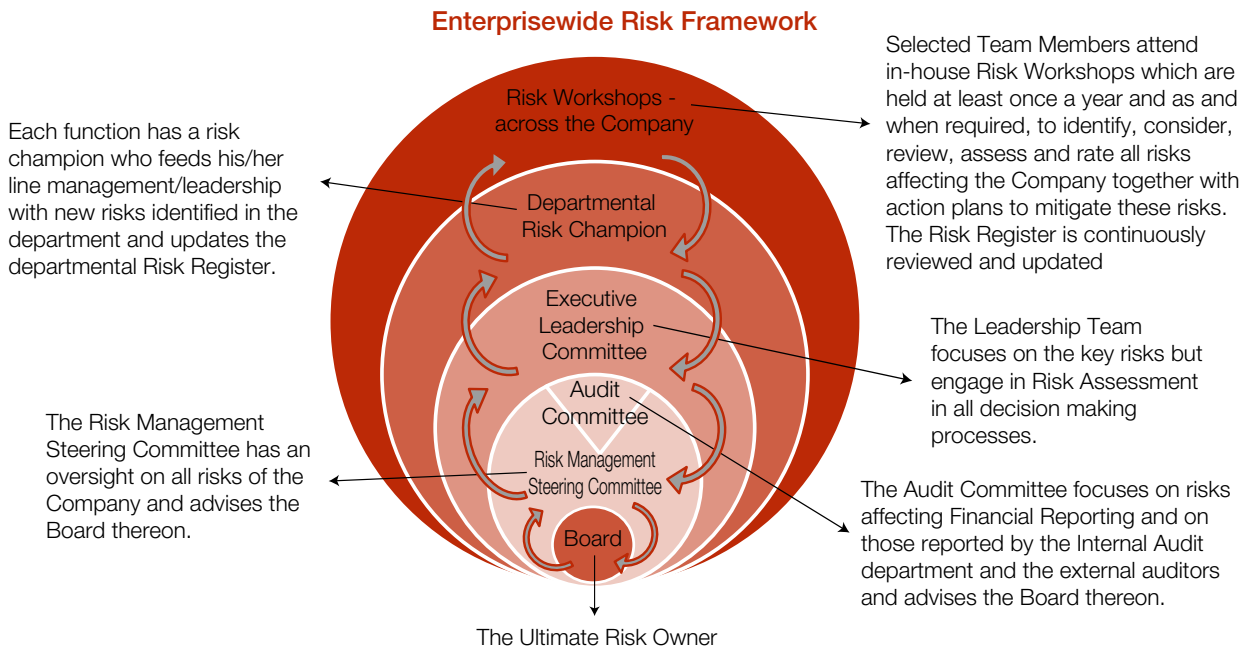 Enterprisewide Risk Framework
Risk Workshops -
across the Company
Selected Team Members attend
in-house Risk Workshops which are
held at least once a year and as and
when required, to identify, consider,
review, assess and rate all risks
affecting the Company together with
action plans to mitigate these risks.
The Risk Register is continuously
reviewed and updated
Each function has a risk
champion who feeds his/her
line management/leadership
with new risks identified in the
department and updates the
departmental Risk Register.
Departmental
Risk Champion
Executive
Leadership
Committee
The Leadership Team
focuses on the key risks but
engage in Risk Assessment
in all decision making
processes.
Audit
Committee
The Risk Management
Steering Committee has an
oversight on all risks of the
Company and advises the
Board thereon.
Risk Management
Steering Committee
The Audit Committee focuses on risks
affecting Financial Reporting and on
those reported by the Internal Audit
department and the external auditors
and advises the Board thereon.
Board
The Ultimate Risk Owner